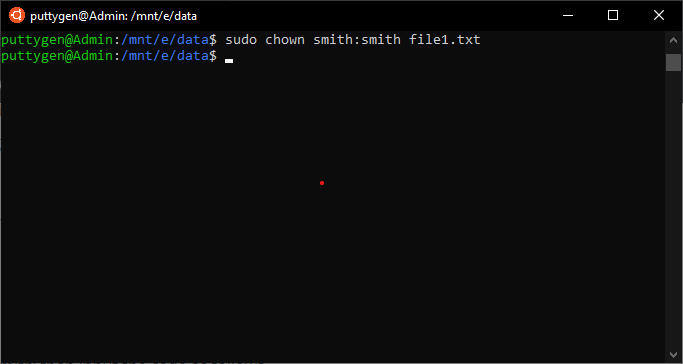 puttygen@Admin: /mnt/e/data
puttygen@Admin:/mnt/e/data$ sudo chown smith:smith file1.txt
puttygen@Admin:/mnt/e/data$